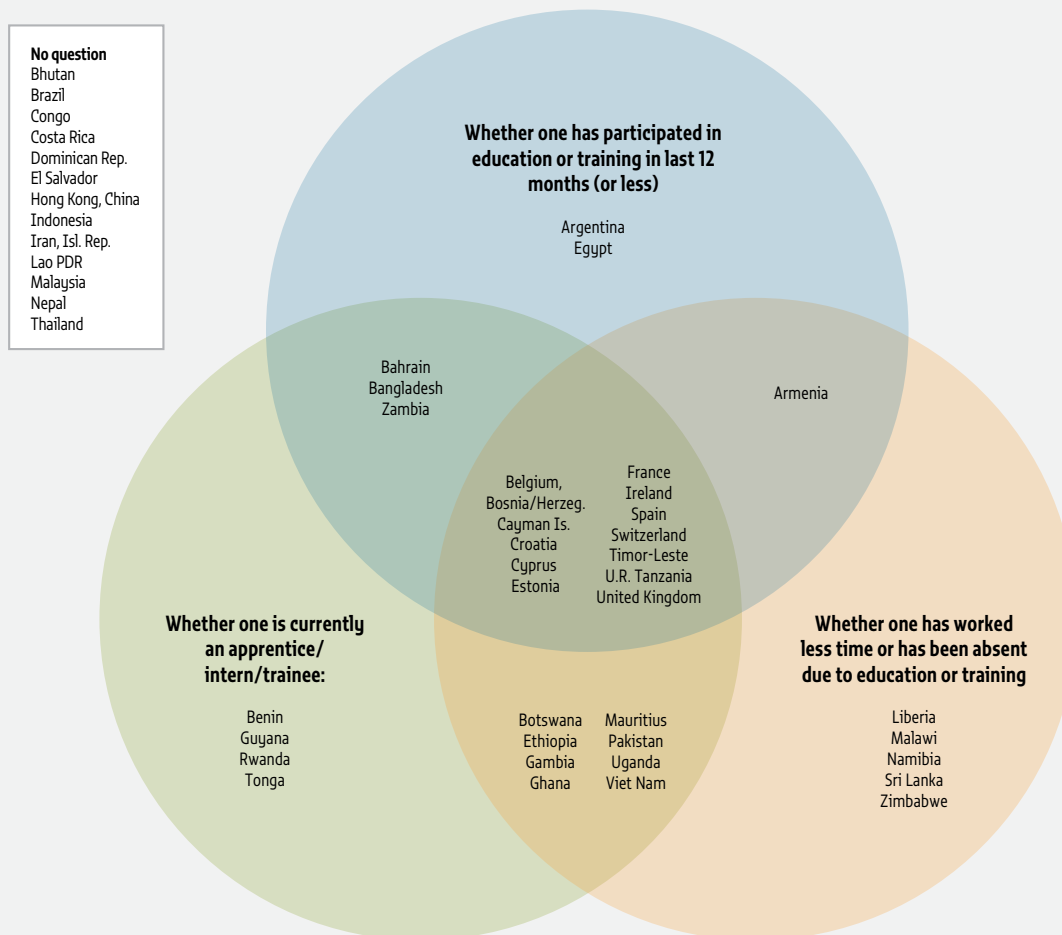 No question
Bhutan
Brazil
Congo
Costa Rica
Dominican Rep.
El Salvador
Hong Kong, China
Indonesia
Iran, Isl. Rep.
Lao PDR
Malaysia
Nepal
Thailand
Whether one has participated in
education or training in last 12
months (or less)
Argentina
Egypt
Bahrain
Bangladesh
Zambia
Armenia
Belgium,
Bosnia/Herzeg.
Cayman Is.
Croatia
Cyprus
Estonia
France
Ireland
Spain
Switzerland
Timor-Leste
U.R. Tanzania
United Kingdom
Whether one is currently
an apprentice/
intern/trainee:
Benin
Guyana
Rwanda
Tonga
Botswana
Ethiopia
Gambia
Ghana
Mauritius
Pakistan
Uganda
Viet Nam
Whether one has worked
less time or has been absent
due to education or training
Liberia
Malawi
Namibia
Sri Lanka
Zimbabwe